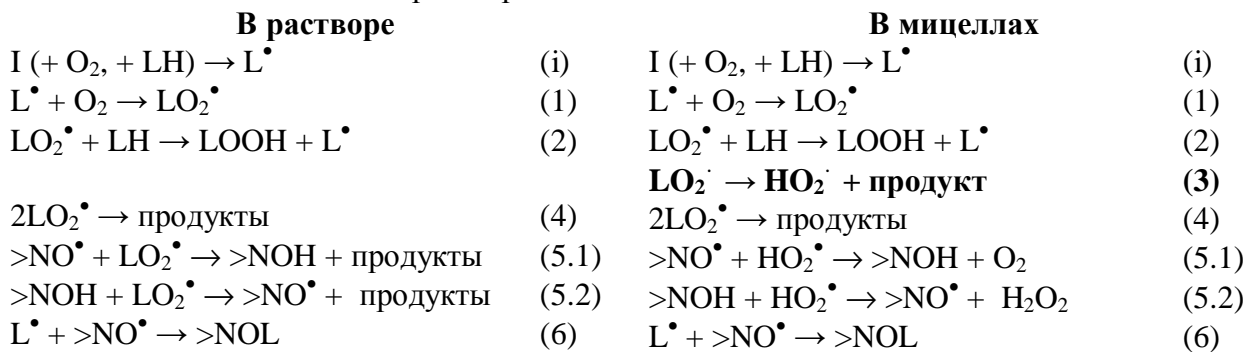 В растворе В мицеллах
I (+ O₂, + LH) → L• (i) I (+ O₂, + LH) → L• (i)
L• + O₂ → LO₂• (1) L• + O₂ → LO₂• (1)
LO₂• + LH → LOOH + L• (2) LO₂• + LH → LOOH + L• (2)
LO₂· → HO₂· + продукт (3)
2LO₂• → продукты (4) 2LO₂• → продукты (4)
>NO• + LO₂• → >NOH + продукты (5.1) >NO• + HO₂• → >NOH + O₂ (5.1)
>NOH + LO₂• → >NO• + продукты (5.2) >NOH + HO₂• → >NO• + H₂O₂ (5.2)
L• + >NO• → >NOL (6) L• + >NO• → >NOL (6)